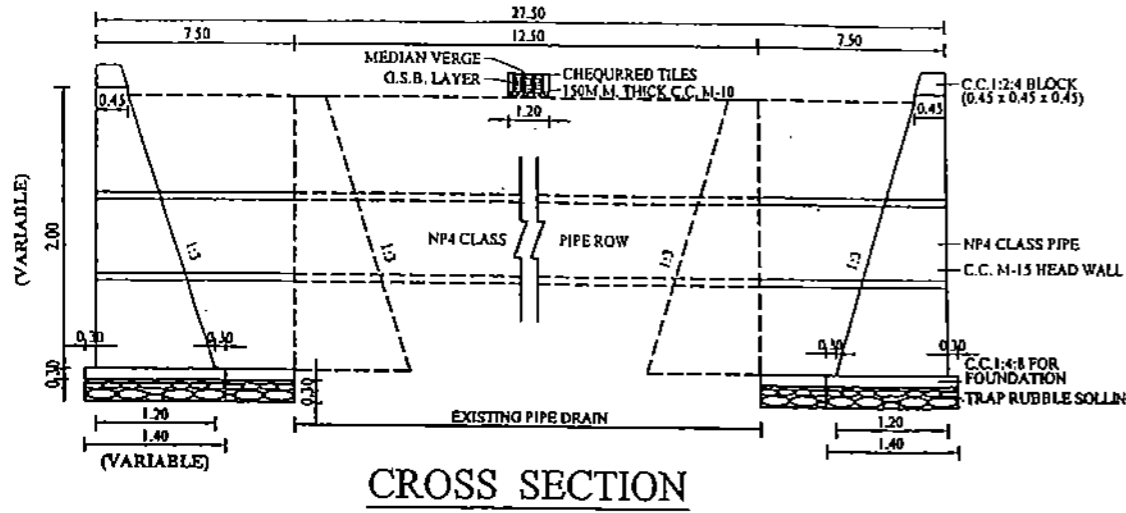 27.50
7.50 12.50 7.50
MEDIAN VERGE
G.S.B. LAYER
CHEQURRED TILES
150M.M. THICK C.C. M-10
1.20
C.C.1:2:4 BLOCK
(0.45 x 0.45 x 0.45)
0.45 0.45
(VARIABLE)
2.00
NP4 CLASS PIPE ROW
1:3 1:3 1:3 1:3
NP4 CLASS PIPE
C.C. M-15 HEAD WALL
0.30 0.30 0.30 0.30
0.30
0.30
C.C.1:4:8 FOR
FOUNDATION
TRAP RUBBLE SOLLIN
EXISTING PIPE DRAIN
1.20 1.20
1.40 1.40
(VARIABLE)
CROSS SECTION